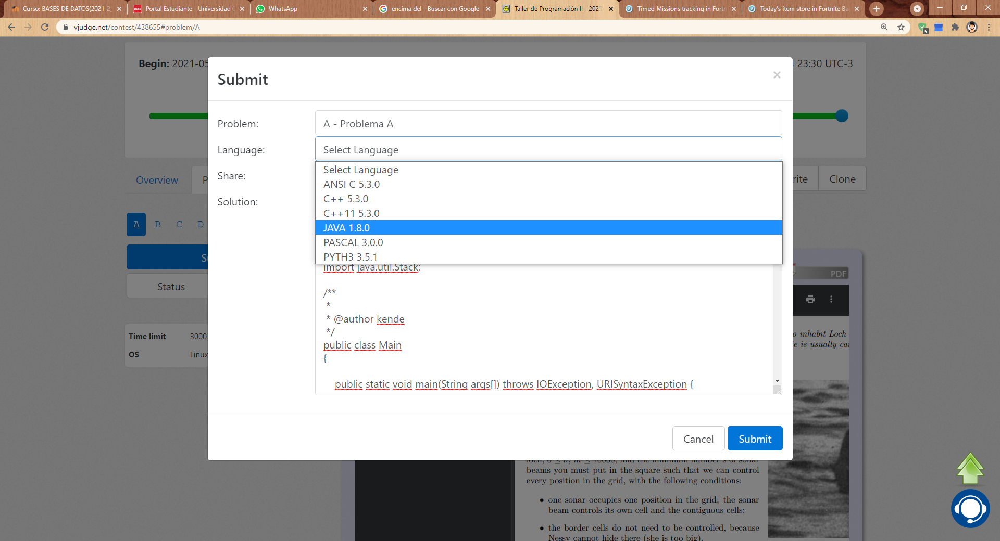 Curso: BASES DE DATOS(2021-2
Portal Estudiante - Universidad
WhatsApp
encima del - Buscar con Google
Taller de Programación II - 2021-
Timed Missions tracking in Fortn
Today's item store in Fortnite Ba
vjudge.net/contest/438655#problem/A
5
Begin: 2021-05
23:30 UTC-3
Submit
×
Problem:
A - Problema A
Language:
Select Language
Share:
Solution:
Select Language
ANSI C 5.3.0
C++ 5.3.0
C++11 5.3.0
JAVA 1.8.0
PASCAL 3.0.0
PYTH3 3.5.1
Overview
P
rite
Clone
A B C D
S
Status
Time limit 3000
OS Linux
import java.util.Stack;
/**
*
* @author kende
*/
public class Main
{
public static void main(String args[]) throws IOException, URISyntaxException {
Cancel
Submit
PDF
o inhabit Loch
e is usually ca
beams you must put in the square such that we can control
every position in the grid, with the following conditions:
• one sonar occupies one position in the grid; the sonar
beam controls its own cell and the contiguous cells;
• the border cells do not need to be controlled, because
Nessy cannot hide there (she is too big).